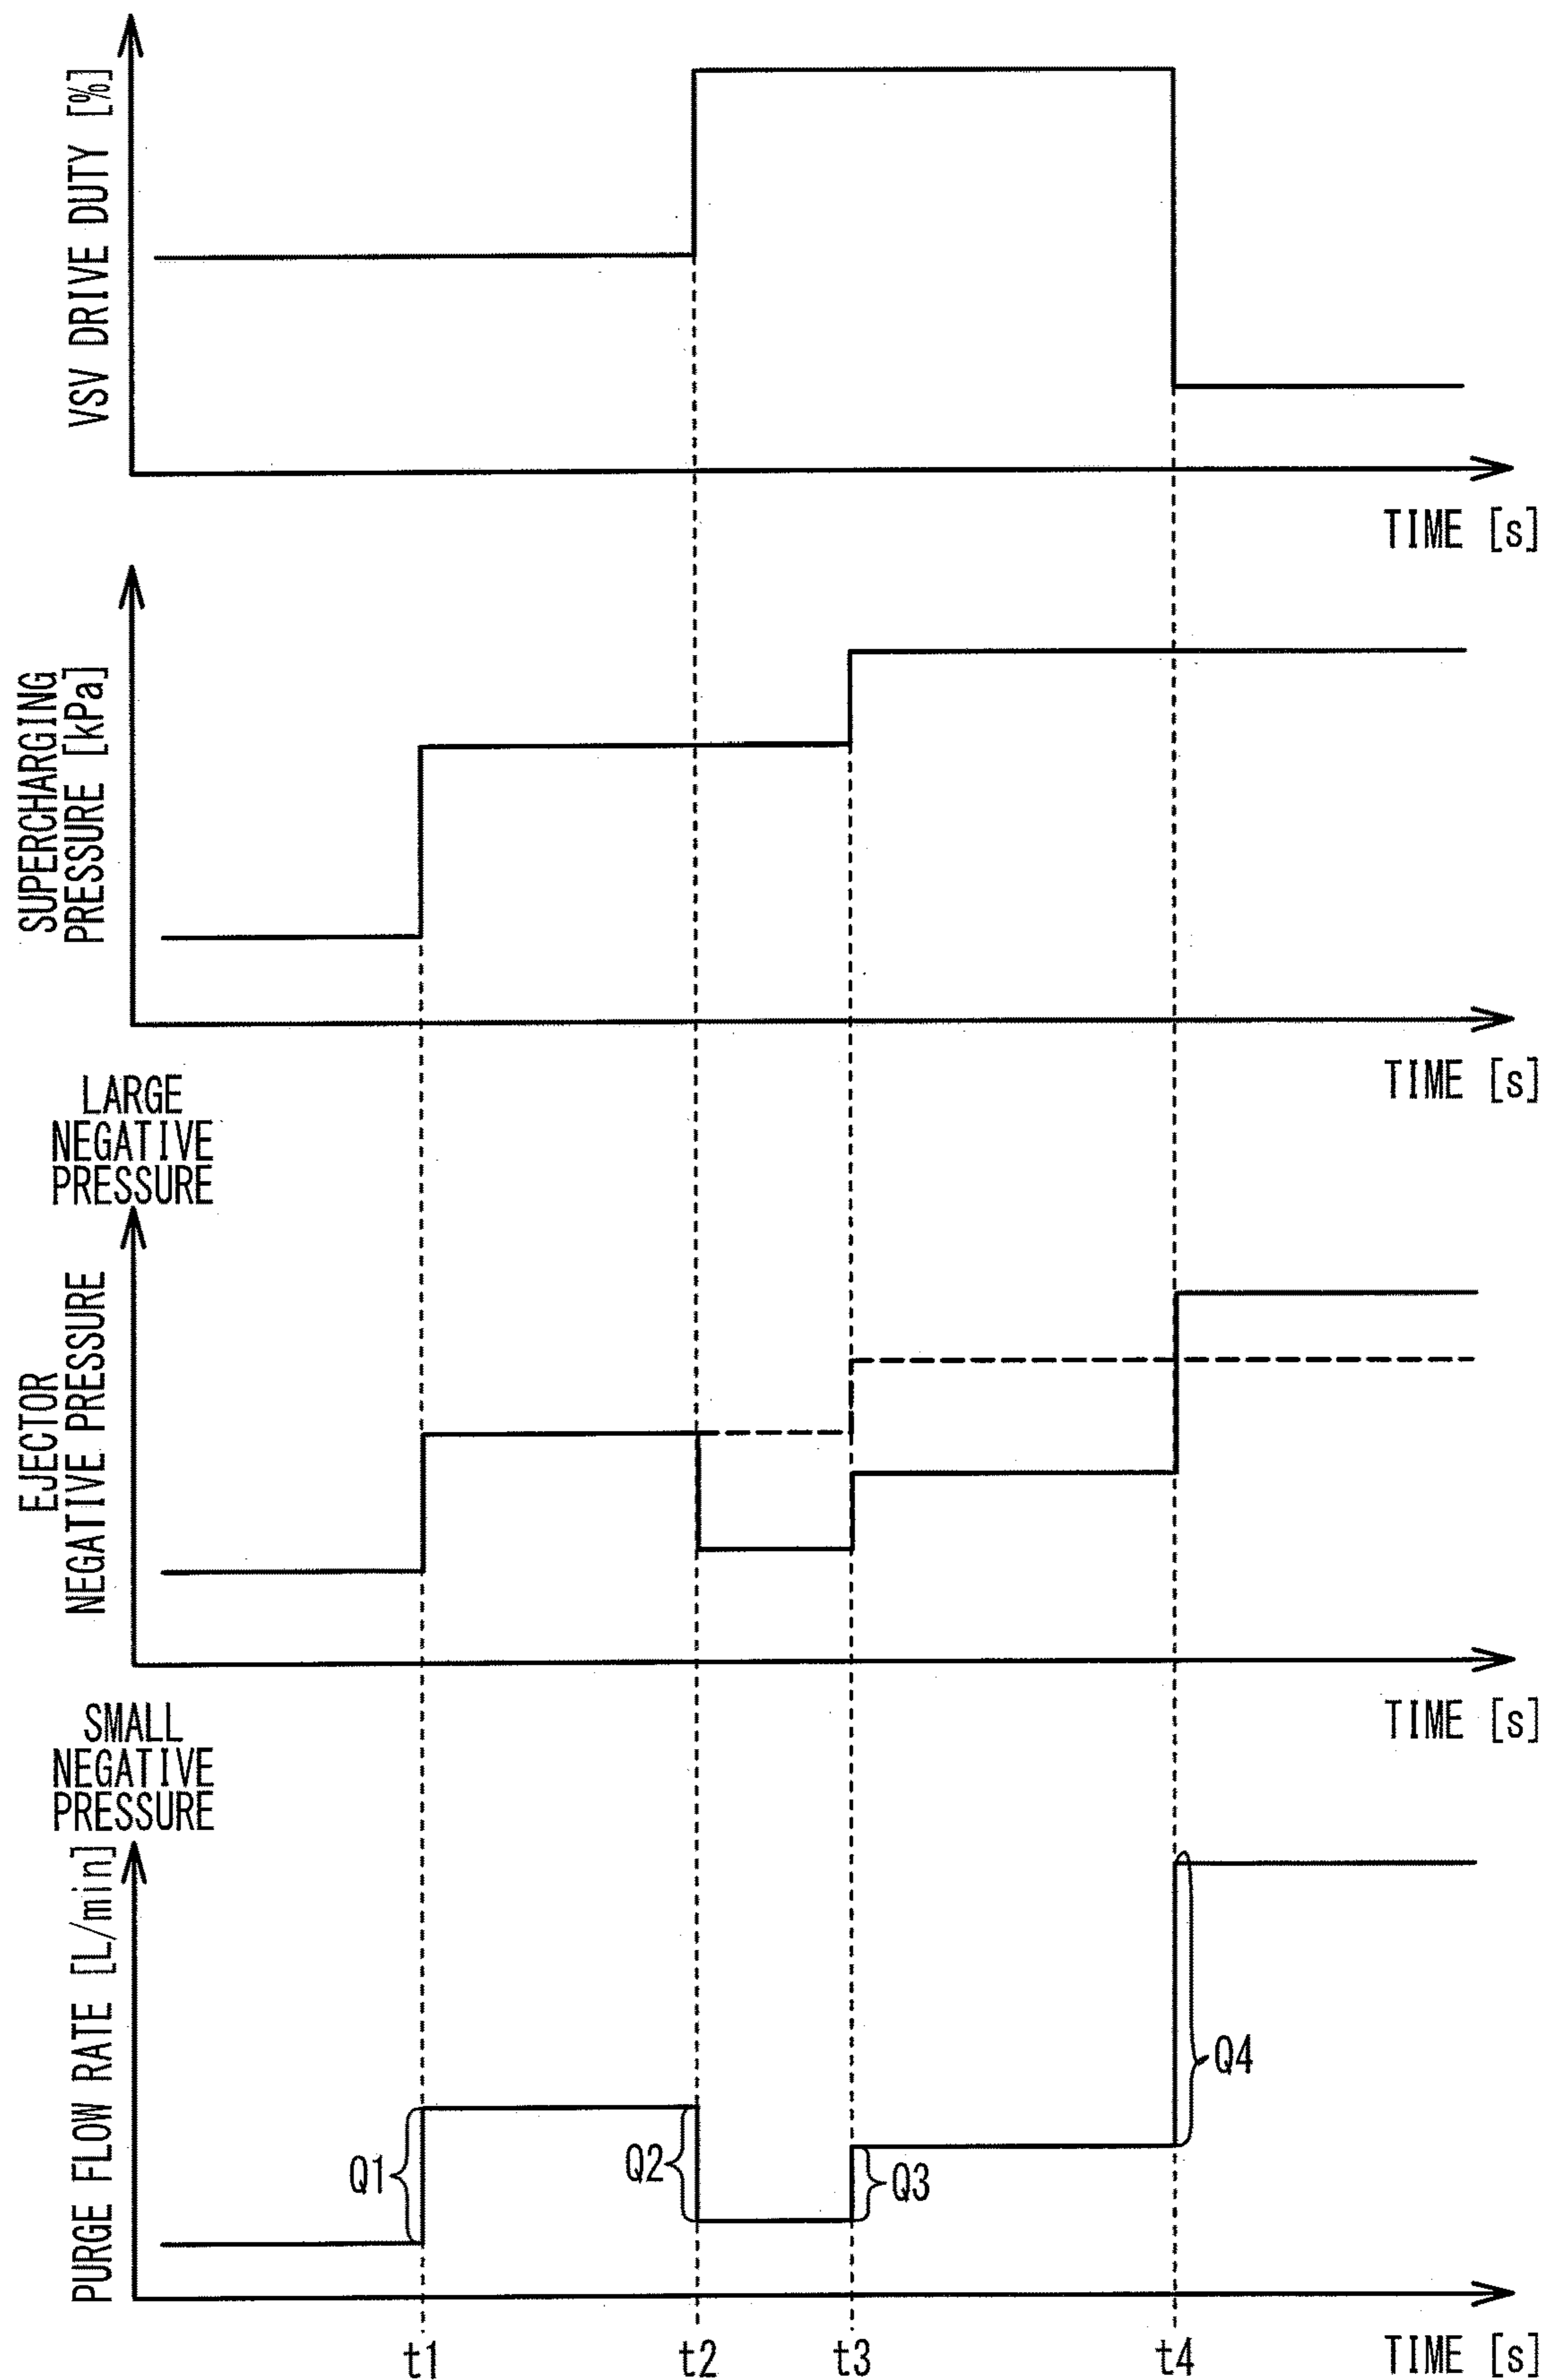 VSV DRIVE DUTY [%]
TIME [s]
SUPERCHARGING
PRESSURE [kPa]
TIME [s]
LARGE
NEGATIVE
PRESSURE
EJECTOR
NEGATIVE PRESSURE
TIME [s]
SMALL
NEGATIVE
PRESSURE
PURGE FLOW RATE [L/min]
Q1
Q2
Q3
Q4
t1 t2 t3 t4 TIME [s]